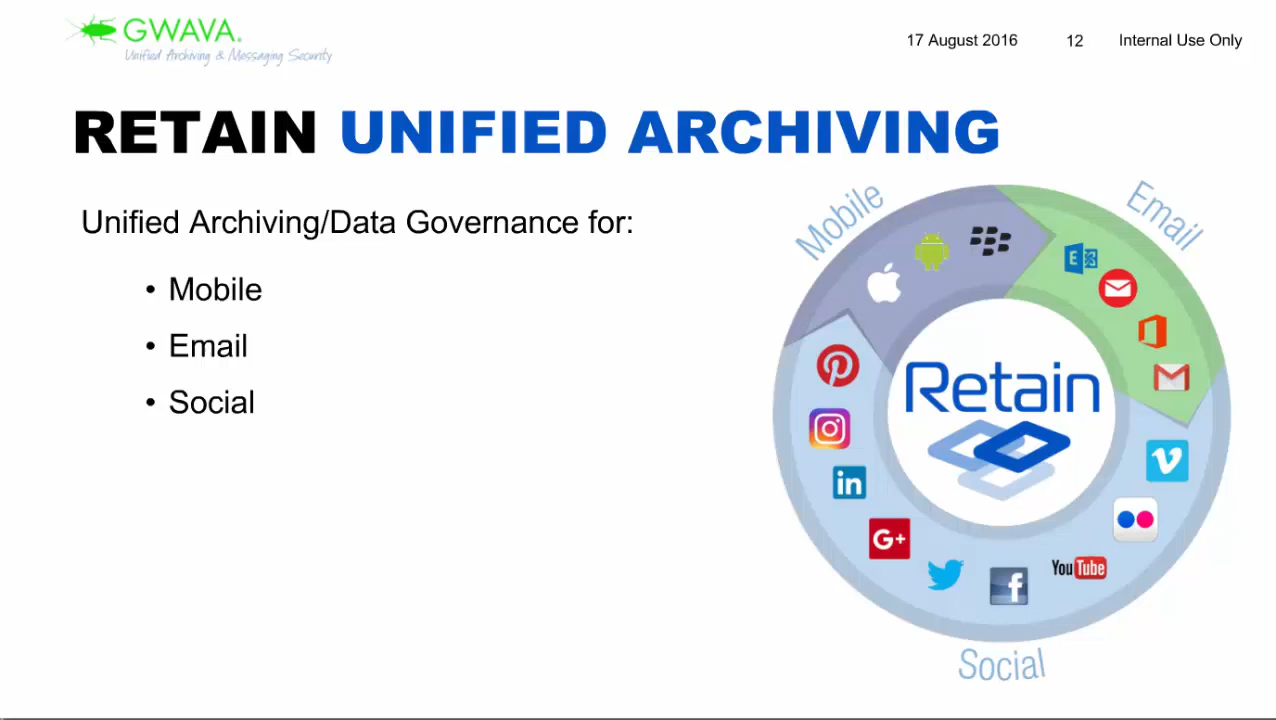 GWAVA.
Unified Archiving & Messaging Security
17 August 2016 12 Internal Use Only
RETAIN UNIFIED ARCHIVING
Unified Archiving/Data Governance for:
• Mobile
• Email
• Social
Mobile
Email
E
Retain
in
G+
f
YouTube
Social